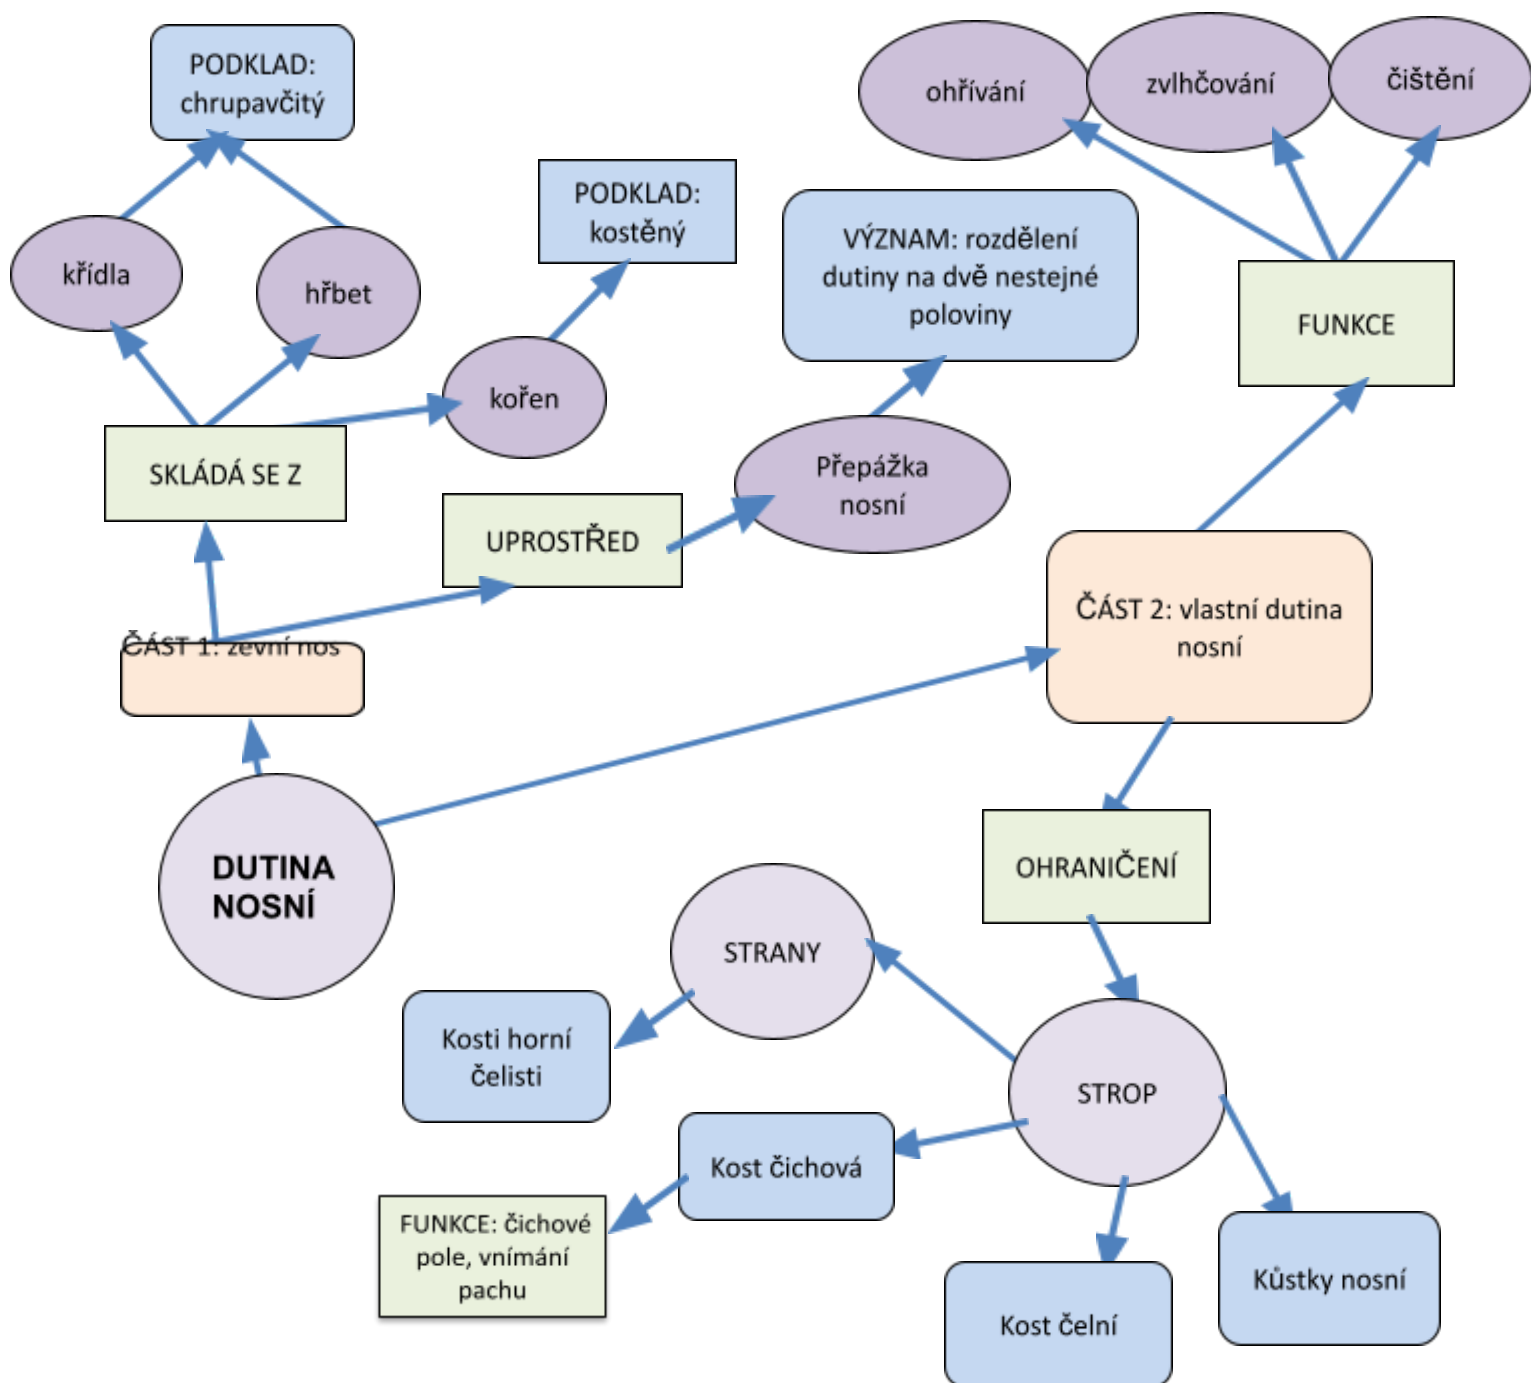 PODKLAD:
chrupavčitý
ohřívání
zvlhčování
čištění
PODKLAD:
kostěný
křídla
hřbet
VÝZNAM: rozdělení
dutiny na dvě nestejné
poloviny
FUNKCE
kořen
SKLÁDÁ SE Z
Přepážka
nosní
UPROSTŘED
ČÁST 1: zevní nos
ČÁST 2: vlastní dutina
nosní
DUTINA
NOSNÍ
OHRANIČENÍ
STRANY
Kosti horní
čelisti
STROP
Kost čichová
FUNKCE: čichové
pole, vnímání
pachu
Kůstky nosní
Kost čelní